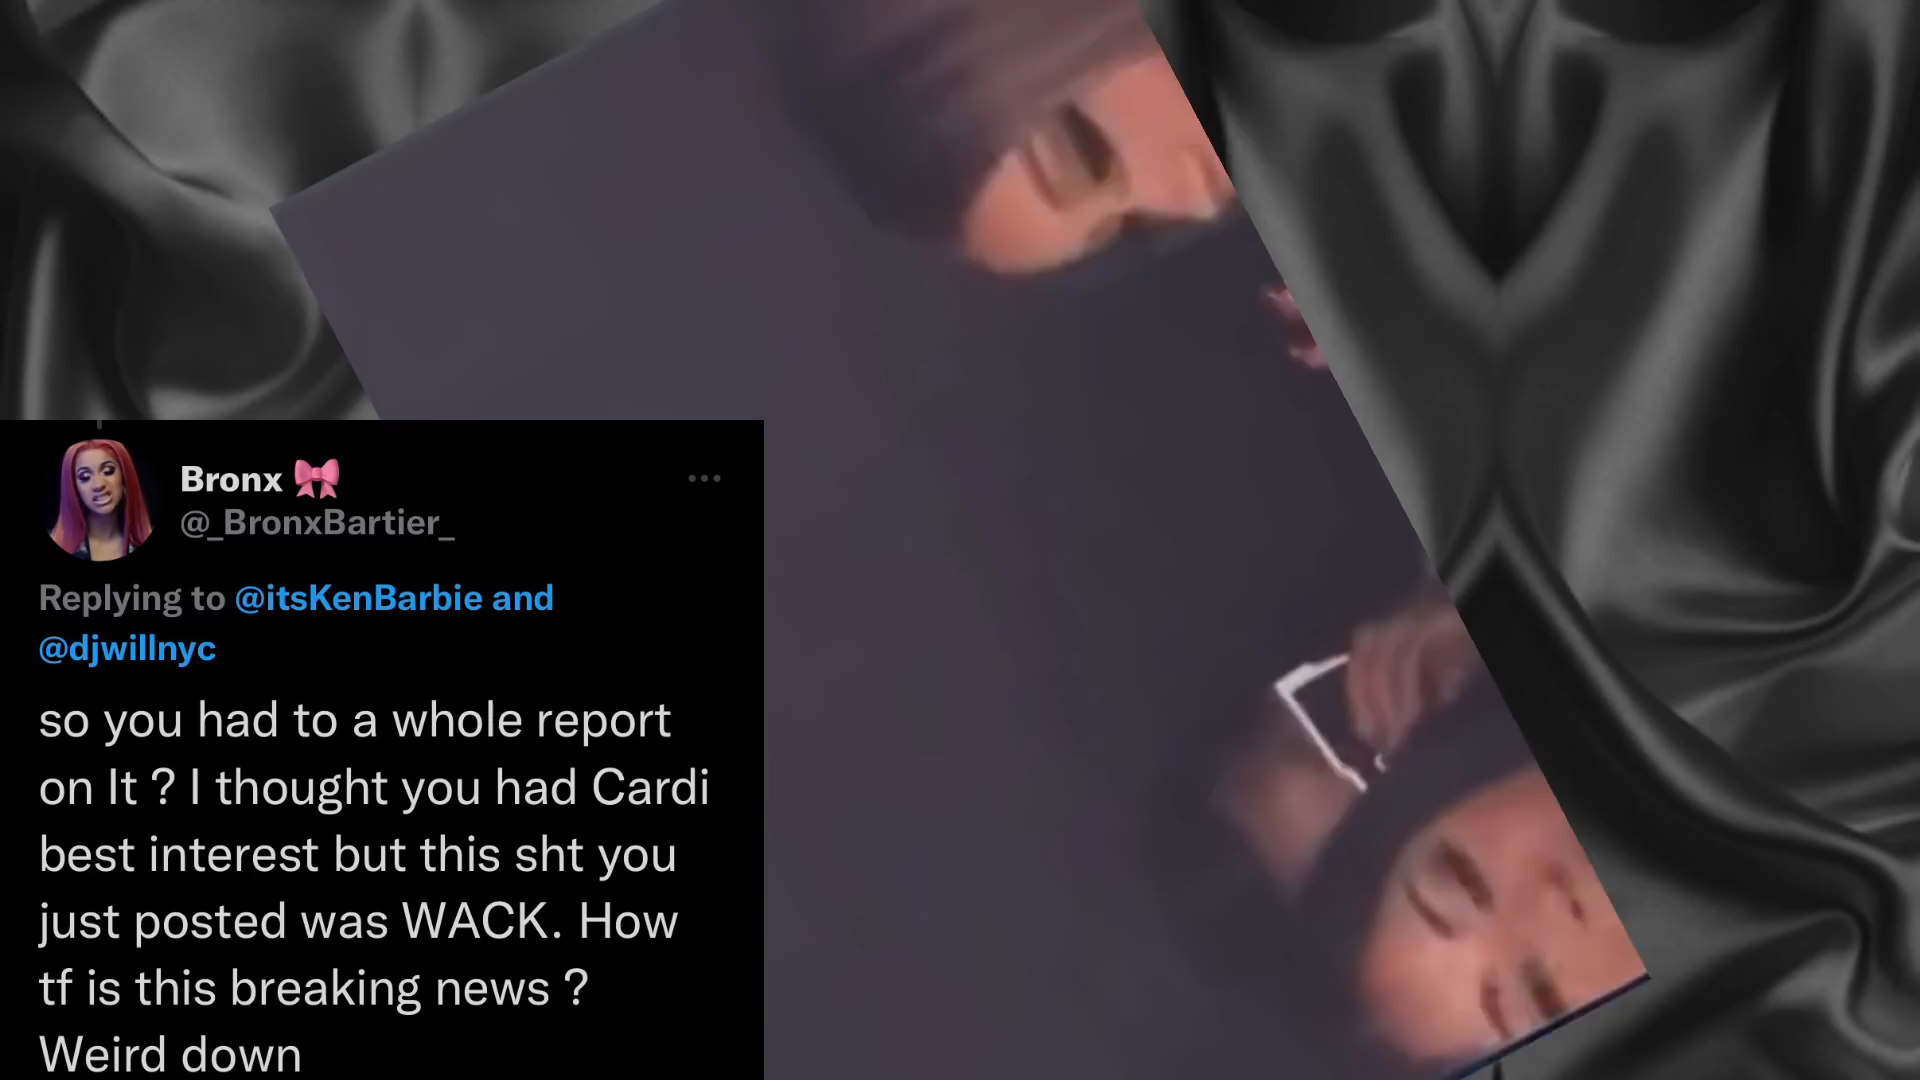 Bronx 🎀
@_BronxBartier_
Replying to @itsKenBarbie and
@djwillnyc
so you had to a whole report
on It ? I thought you had Cardi
best interest but this sht you
just posted was WACK. How
tf is this breaking news ?
Weird down